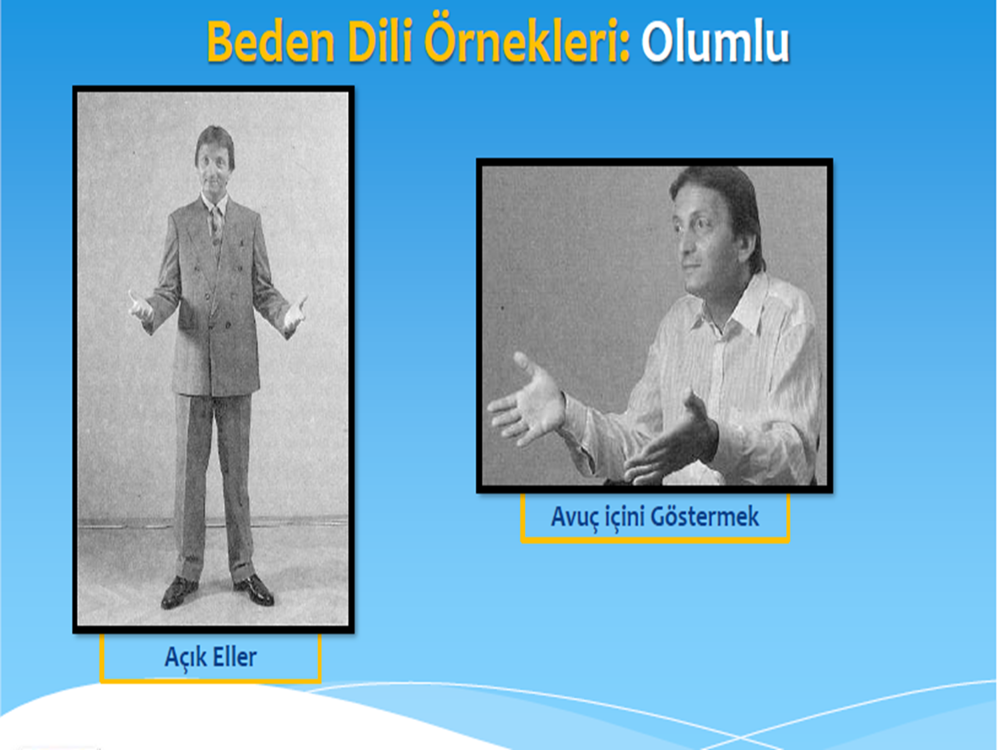 Beden Dili Örnekleri: Olumlu
Avuç içini Göstermek
Açık Eller